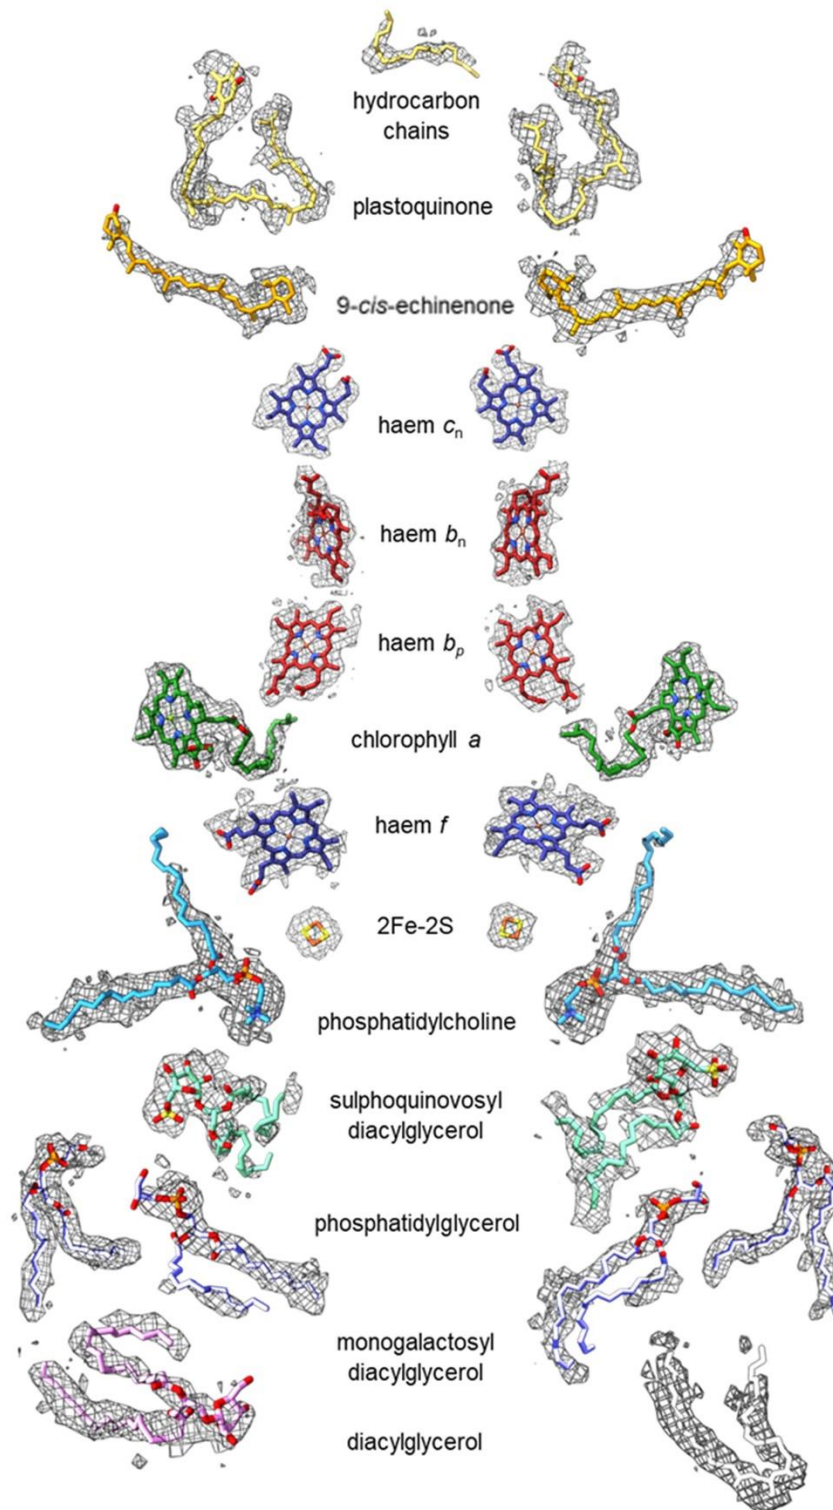 hydrocarbon
chains
plastoquinone
9-cis-echinenone
haem cn
haem bn
haem bp
chlorophyll a
haem f
2Fe-2S
phosphatidylcholine
sulphoquinovosyl
diacylglycerol
phosphatidylglycerol
monogalactosyl
diacylglycerol
diacylglycerol